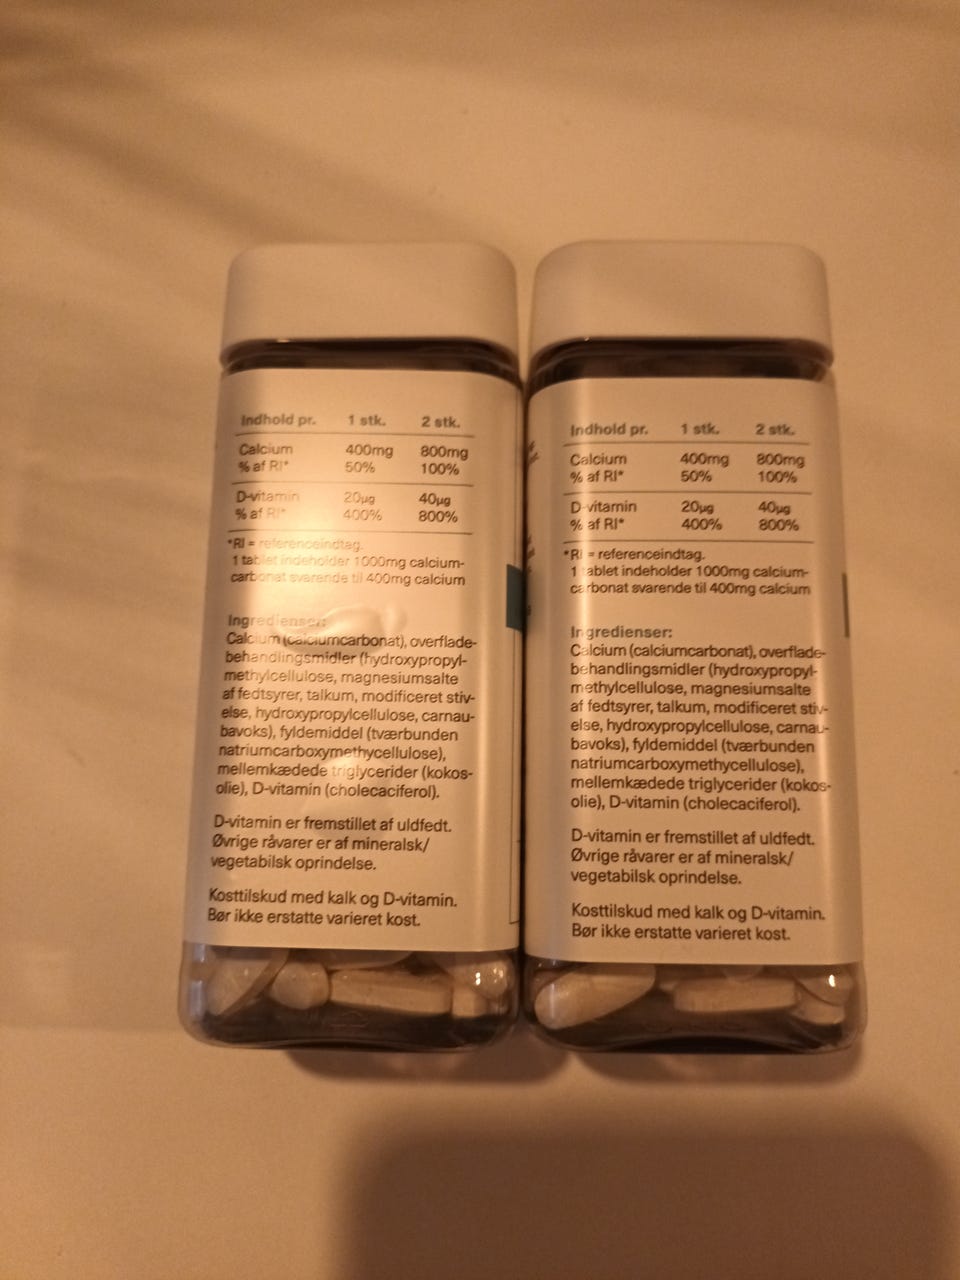 Indhold pr. 1 stk. 2 stk.
Calcium 400mg 800mg
% af RI* 50% 100%
D-vitamin 20µg 40µg
% af RI* 400% 800%
*RI = referenceindtag.
1 tablet indeholder 1000mg calcium-
carbonat svarende til 400mg calcium
Ingredienser:
Calcium (calciumcarbonat), overflade-
behandlingsmidler (hydroxypropyl-
methylcellulose, magnesiumsalte
af fedtsyrer, talkum, modificeret stiv-
else, hydroxypropylcellulose, carnau-
bavoks), fyldemiddel (tværbunden
natriumcarboxymethycellulose),
mellemkædede triglycerider (kokos-
olie), D-vitamin (cholecaciferol).
D-vitamin er fremstillet af uldfedt.
Øvrige råvarer er af mineralsk/
vegetabilsk oprindelse.
Kosttilskud med kalk og D-vitamin.
Bør ikke erstatte varieret kost.
Indhold pr. 1 stk. 2 stk.
Calcium 400mg 800mg
% af RI* 50% 100%
D-vitamin 20µg 40µg
% af RI* 400% 800%
*RI = referenceindtag.
1 tablet indeholder 1000mg calcium-
carbonat svarende til 400mg calcium
Ingredienser:
Calcium (calciumcarbonat), overflade-
behandlingsmidler (hydroxypropyl-
methylcellulose, magnesiumsalte
af fedtsyrer, talkum, modificeret stiv-
else, hydroxypropylcellulose, carnau-
bavoks), fyldemiddel (tværbunden
natriumcarboxymethycellulose),
mellemkædede triglycerider (kokos-
olie), D-vitamin (cholecaciferol).
D-vitamin er fremstillet af uldfedt.
Øvrige råvarer er af mineralsk/
vegetabilsk oprindelse.
Kosttilskud med kalk og D-vitamin.
Bør ikke erstatte varieret kost.